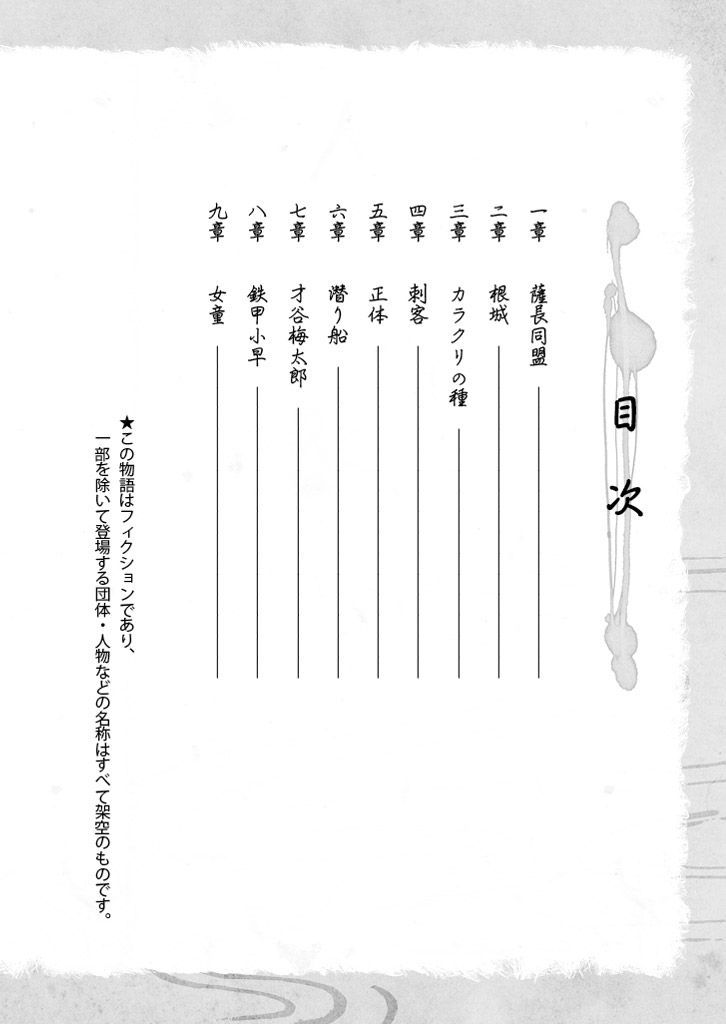 目次
一章 薩長同盟
二章 根城
三章 カラクリの種
四章 刺客
五章 正体
六章 潜り船
七章 才谷梅太郎
八章 鉄甲小早
九章 女童
★この物語はフィクションであり、
一部を除いて登場する団体・人物などの名称はすべて架空のものです。